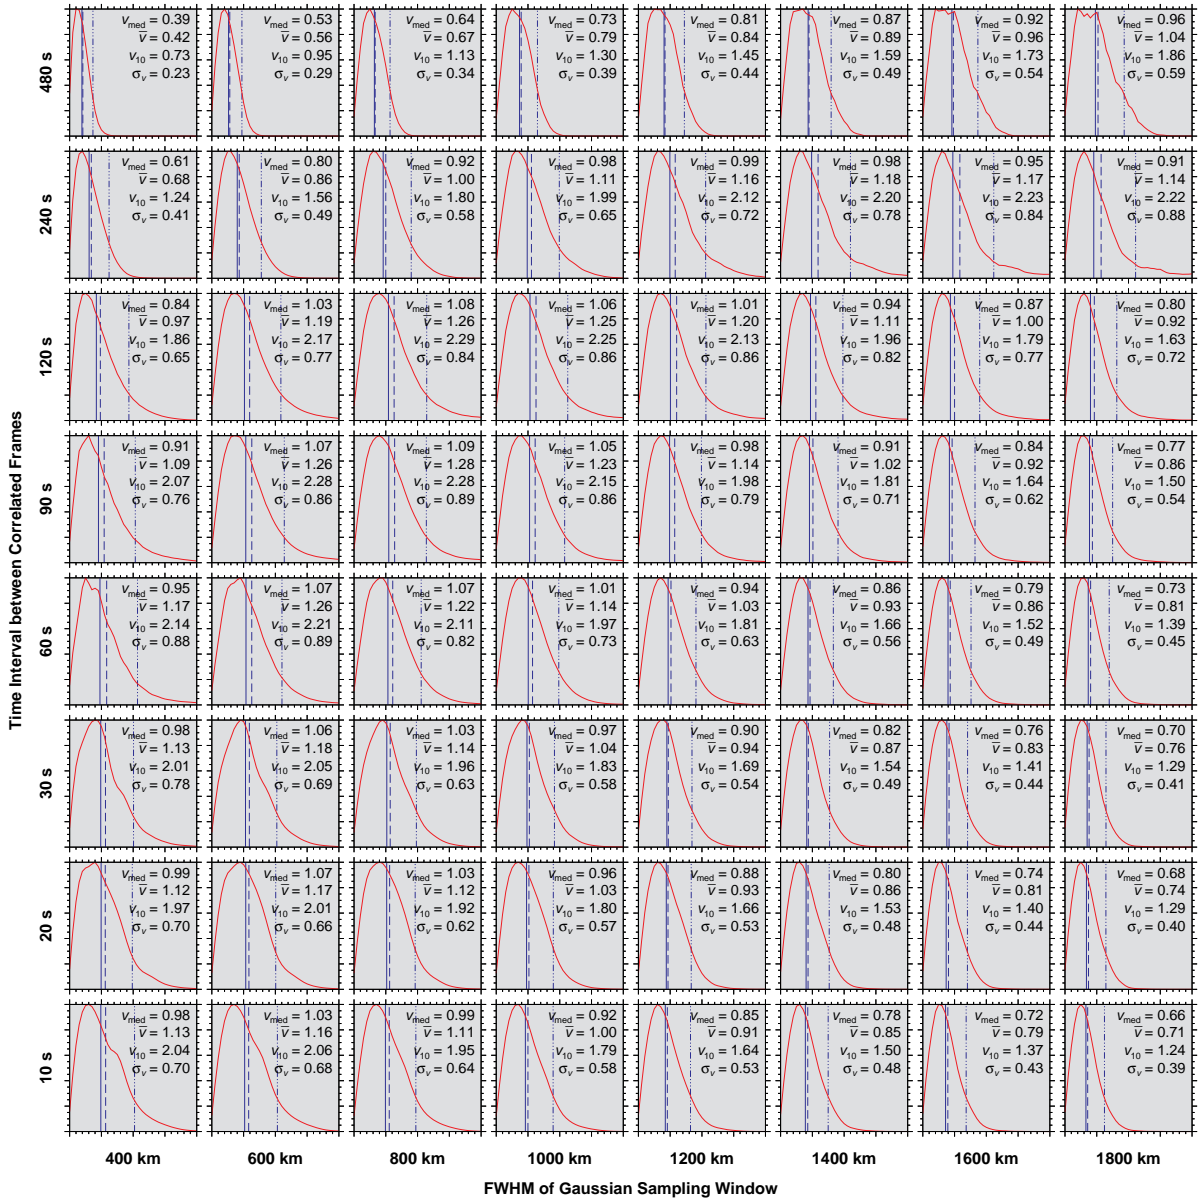 480 s
v_med = 0.39 v_med = 0.53 v_med = 0.64 v_med = 0.73 v_med = 0.81 v_med = 0.87 v_med = 0.92 v_med = 0.96
v̅ = 0.42 v̅ = 0.56 v̅ = 0.67 v̅ = 0.79 v̅ = 0.84 v̅ = 0.89 v̅ = 0.96 v̅ = 1.04
v_10 = 0.73 v_10 = 0.95 v_10 = 1.13 v_10 = 1.30 v_10 = 1.45 v_10 = 1.59 v_10 = 1.73 v_10 = 1.86
σ_v = 0.23 σ_v = 0.29 σ_v = 0.34 σ_v = 0.39 σ_v = 0.44 σ_v = 0.49 σ_v = 0.54 σ_v = 0.59
240 s
v_med = 0.61 v_med = 0.80 v_med = 0.92 v_med = 0.98 v_med = 0.99 v_med = 0.98 v_med = 0.95 v_med = 0.91
v̅ = 0.68 v̅ = 0.86 v̅ = 1.00 v̅ = 1.11 v̅ = 1.16 v̅ = 1.18 v̅ = 1.17 v̅ = 1.14
v_10 = 1.24 v_10 = 1.56 v_10 = 1.80 v_10 = 1.99 v_10 = 2.12 v_10 = 2.20 v_10 = 2.23 v_10 = 2.22
σ_v = 0.41 σ_v = 0.49 σ_v = 0.58 σ_v = 0.65 σ_v = 0.72 σ_v = 0.78 σ_v = 0.84 σ_v = 0.88
120 s
v_med = 0.84 v_med = 1.03 v_med = 1.08 v_med = 1.06 v_med = 1.01 v_med = 0.94 v_med = 0.87 v_med = 0.80
v̅ = 0.97 v̅ = 1.19 v̅ = 1.26 v̅ = 1.25 v̅ = 1.20 v̅ = 1.11 v̅ = 1.00 v̅ = 0.92
v_10 = 1.86 v_10 = 2.17 v_10 = 2.29 v_10 = 2.25 v_10 = 2.13 v_10 = 1.96 v_10 = 1.79 v_10 = 1.63
σ_v = 0.65 σ_v = 0.77 σ_v = 0.84 σ_v = 0.86 σ_v = 0.86 σ_v = 0.82 σ_v = 0.77 σ_v = 0.72
90 s
v_med = 0.91 v_med = 1.07 v_med = 1.09 v_med = 1.05 v_med = 0.98 v_med = 0.91 v_med = 0.84 v_med = 0.77
v̅ = 1.09 v̅ = 1.26 v̅ = 1.28 v̅ = 1.23 v̅ = 1.14 v̅ = 1.02 v̅ = 0.92 v̅ = 0.86
v_10 = 2.07 v_10 = 2.28 v_10 = 2.28 v_10 = 2.15 v_10 = 1.98 v_10 = 1.81 v_10 = 1.64 v_10 = 1.50
σ_v = 0.76 σ_v = 0.86 σ_v = 0.89 σ_v = 0.86 σ_v = 0.79 σ_v = 0.71 σ_v = 0.62 σ_v = 0.54
60 s
v_med = 0.95 v_med = 1.07 v_med = 1.07 v_med = 1.01 v_med = 0.94 v_med = 0.86 v_med = 0.79 v_med = 0.73
v̅ = 1.17 v̅ = 1.26 v̅ = 1.22 v̅ = 1.14 v̅ = 1.03 v̅ = 0.93 v̅ = 0.86 v̅ = 0.81
v_10 = 2.14 v_10 = 2.21 v_10 = 2.11 v_10 = 1.97 v_10 = 1.81 v_10 = 1.66 v_10 = 1.52 v_10 = 1.39
σ_v = 0.88 σ_v = 0.89 σ_v = 0.82 σ_v = 0.73 σ_v = 0.63 σ_v = 0.56 σ_v = 0.49 σ_v = 0.45
30 s
v_med = 0.98 v_med = 1.06 v_med = 1.03 v_med = 0.97 v_med = 0.90 v_med = 0.82 v_med = 0.76 v_med = 0.70
v̅ = 1.13 v̅ = 1.18 v̅ = 1.14 v̅ = 1.04 v̅ = 0.94 v̅ = 0.87 v̅ = 0.83 v̅ = 0.76
v_10 = 2.01 v_10 = 2.05 v_10 = 1.96 v_10 = 1.83 v_10 = 1.69 v_10 = 1.54 v_10 = 1.41 v_10 = 1.29
σ_v = 0.78 σ_v = 0.69 σ_v = 0.63 σ_v = 0.58 σ_v = 0.54 σ_v = 0.49 σ_v = 0.44 σ_v = 0.41
20 s
v_med = 0.99 v_med = 1.07 v_med = 1.03 v_med = 0.96 v_med = 0.88 v_med = 0.80 v_med = 0.74 v_med = 0.68
v̅ = 1.12 v̅ = 1.17 v̅ = 1.12 v̅ = 1.03 v̅ = 0.93 v̅ = 0.86 v̅ = 0.81 v̅ = 0.74
v_10 = 1.97 v_10 = 2.01 v_10 = 1.92 v_10 = 1.80 v_10 = 1.66 v_10 = 1.53 v_10 = 1.40 v_10 = 1.29
σ_v = 0.70 σ_v = 0.66 σ_v = 0.62 σ_v = 0.57 σ_v = 0.53 σ_v = 0.48 σ_v = 0.44 σ_v = 0.40
10 s
v_med = 0.98 v_med = 1.03 v_med = 0.99 v_med = 0.92 v_med = 0.85 v_med = 0.78 v_med = 0.72 v_med = 0.66
v̅ = 1.13 v̅ = 1.16 v̅ = 1.11 v̅ = 1.00 v̅ = 0.91 v̅ = 0.85 v̅ = 0.79 v̅ = 0.71
v_10 = 2.04 v_10 = 2.06 v_10 = 1.95 v_10 = 1.79 v_10 = 1.64 v_10 = 1.50 v_10 = 1.37 v_10 = 1.24
σ_v = 0.70 σ_v = 0.68 σ_v = 0.64 σ_v = 0.58 σ_v = 0.53 σ_v = 0.48 σ_v = 0.43 σ_v = 0.39
Time Interval between Correlated Frames
400 km 600 km 800 km 1000 km 1200 km 1400 km 1600 km 1800 km
FWHM of Gaussian Sampling Window